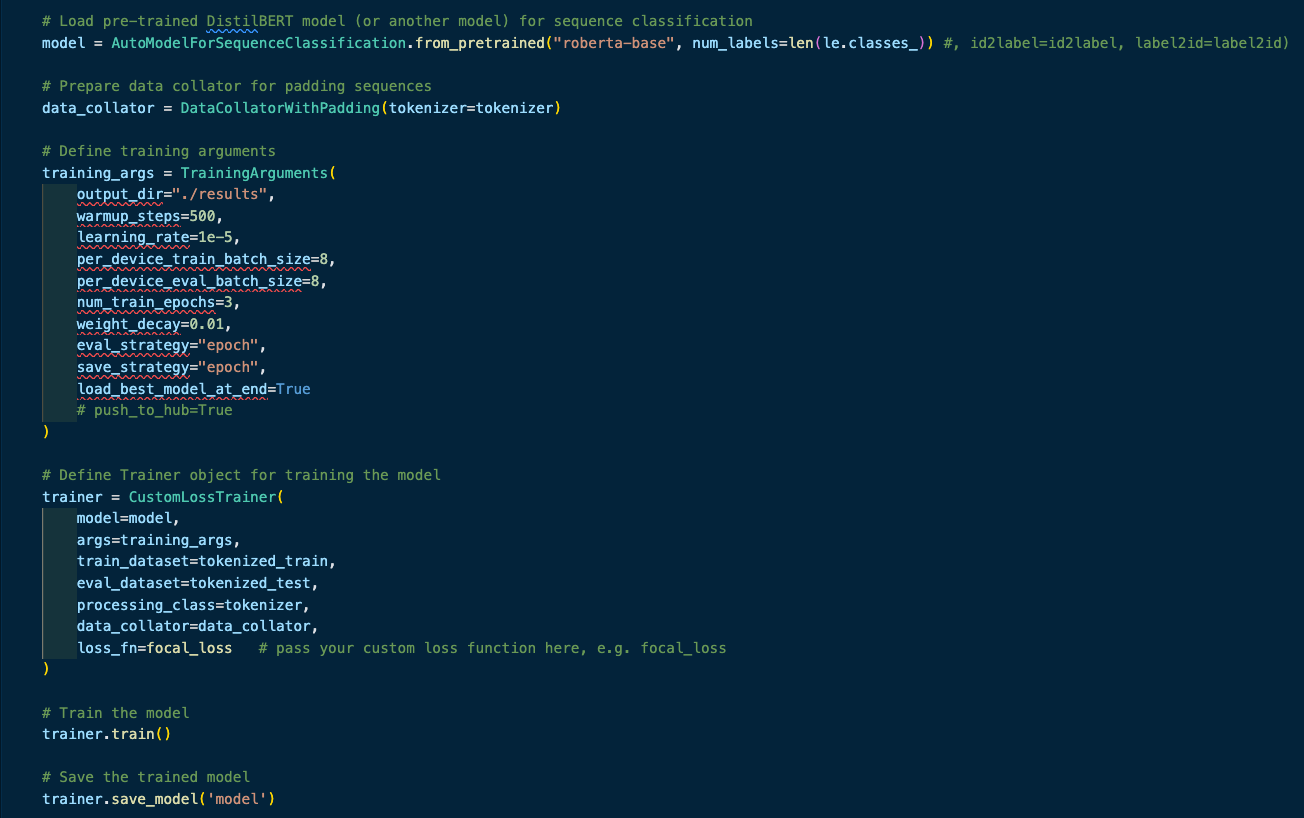 # Load pre-trained DistilBERT model (or another model) for sequence classification
model = AutoModelForSequenceClassification.from_pretrained("roberta-base", num_labels=len(le.classes_)) #, id2label=id2label, label2id=label2id)
# Prepare data collator for padding sequences
data_collator = DataCollatorWithPadding(tokenizer=tokenizer)
# Define training arguments
training_args = TrainingArguments(
output_dir="./results",
warmup_steps=500,
learning_rate=1e-5,
per_device_train_batch_size=8,
per_device_eval_batch_size=8,
num_train_epochs=3,
weight_decay=0.01,
eval_strategy="epoch",
save_strategy="epoch",
load_best_model_at_end=True
# push_to_hub=True
)
# Define Trainer object for training the model
trainer = CustomLossTrainer(
model=model,
args=training_args,
train_dataset=tokenized_train,
eval_dataset=tokenized_test,
processing_class=tokenizer,
data_collator=data_collator,
loss_fn=focal_loss   # pass your custom loss function here, e.g. focal_loss
)
# Train the model
trainer.train()
# Save the trained model
trainer.save_model('model')